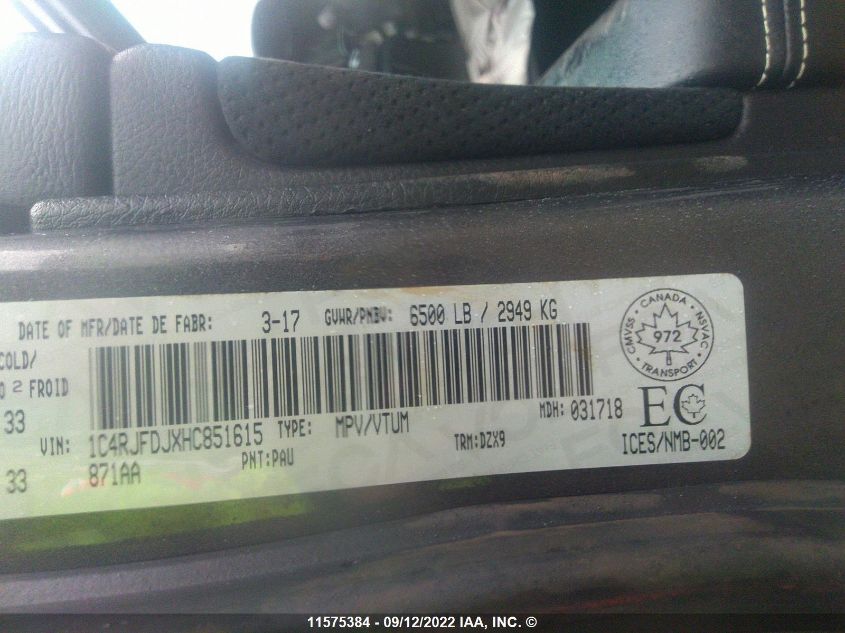 DATE OF MFR/DATE DE FABR: 3-17 GVWR/PNBV: 6500 LB / 2949 KG
COLD/
2 FROID
33
33
VIN: 1C4RJFDJXHC851615 TYPE: MPV/VTUM MDH: 031718
871AA PNT:PAU TRM:DZX9
CANADA
CMVSS NSVAC
972
TRANSPORT
EC
ICES/NMB-002
11575384 - 09/12/2022 IAA, INC. ©